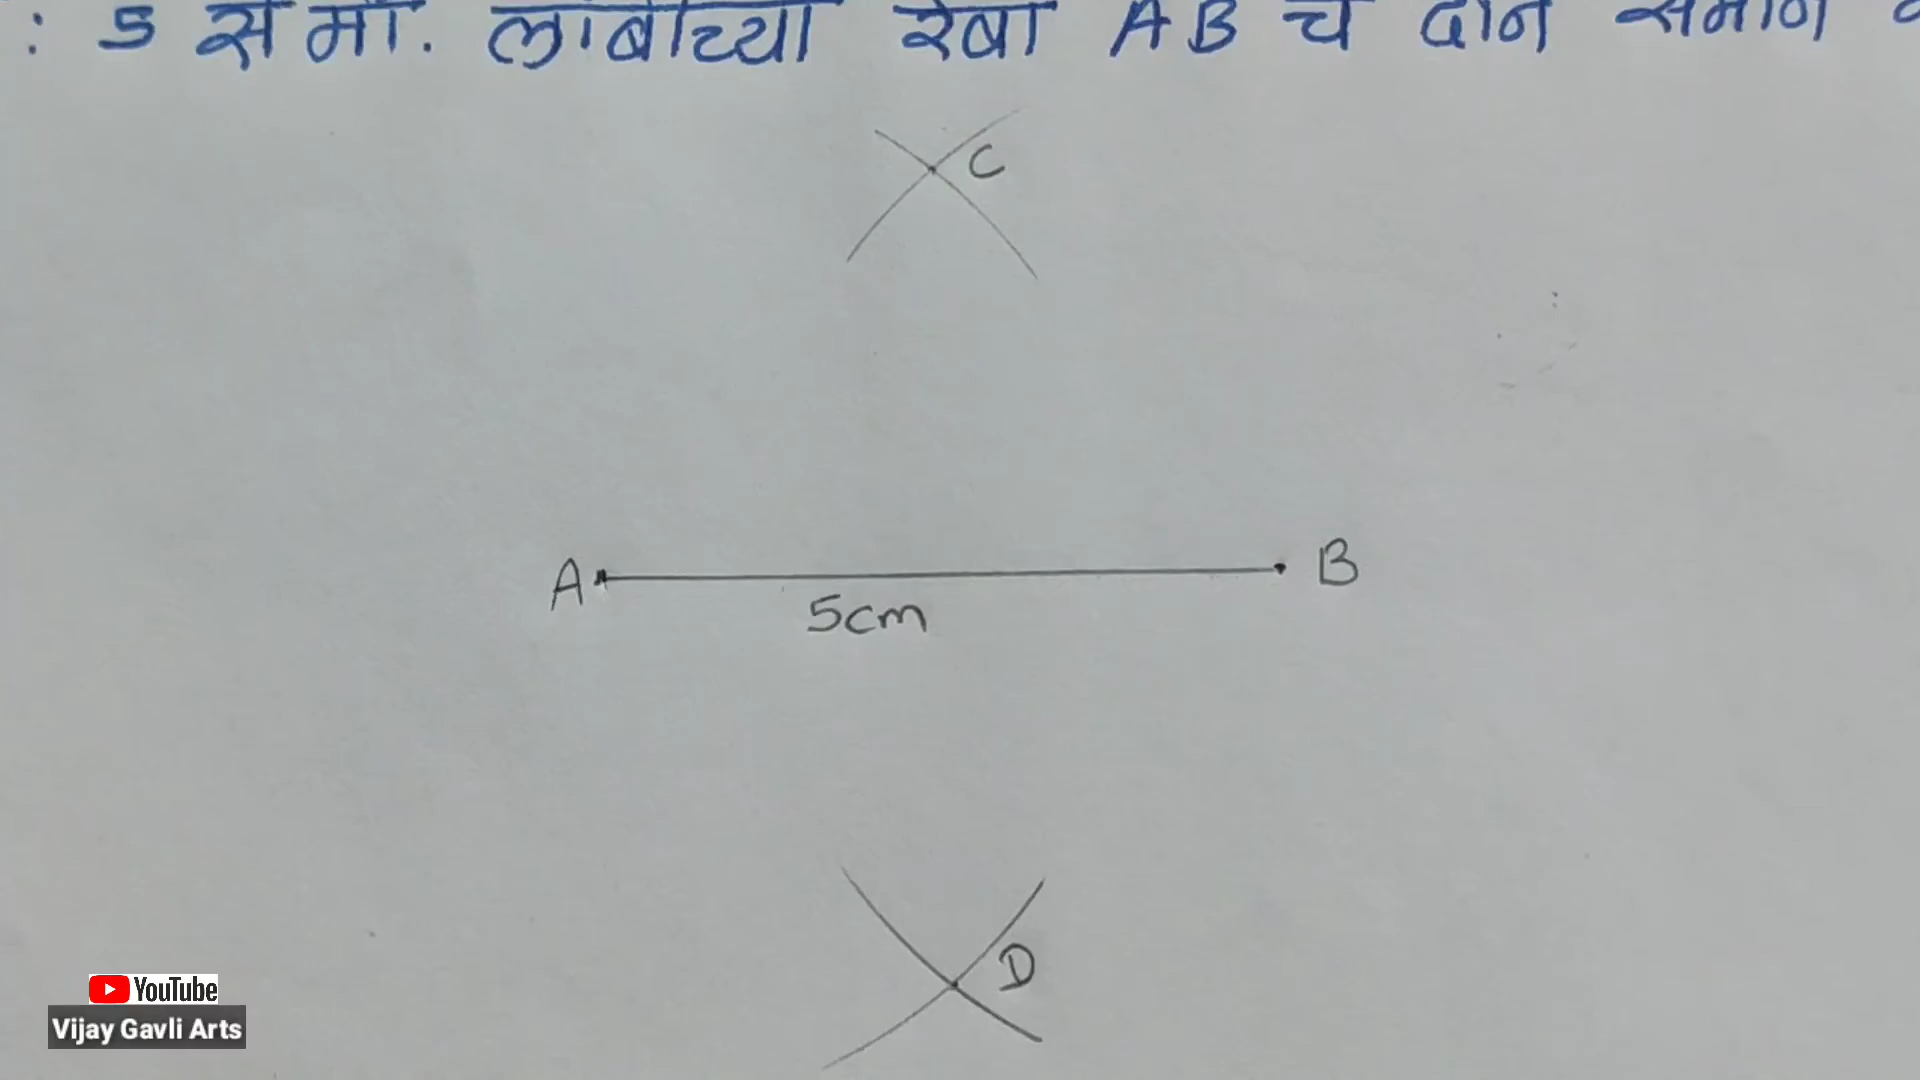 : 5 से मी. लांबीच्या रेषा AB चे दोन समान
C
A B
5cm
D
YouTube
Vijay Gavli Arts